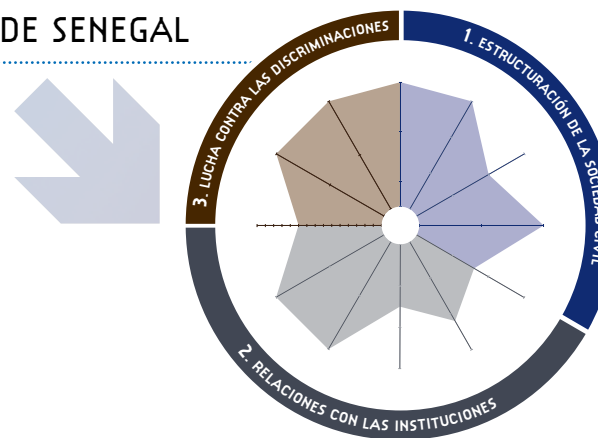 DE SENEGAL
1. ESTRUCTURACIÓN DE LA SOCIEDAD CIVIL
2. RELACIONES CON LAS INSTITUCIONES
3. LUCHA CONTRA LAS DISCRIMINACIONES